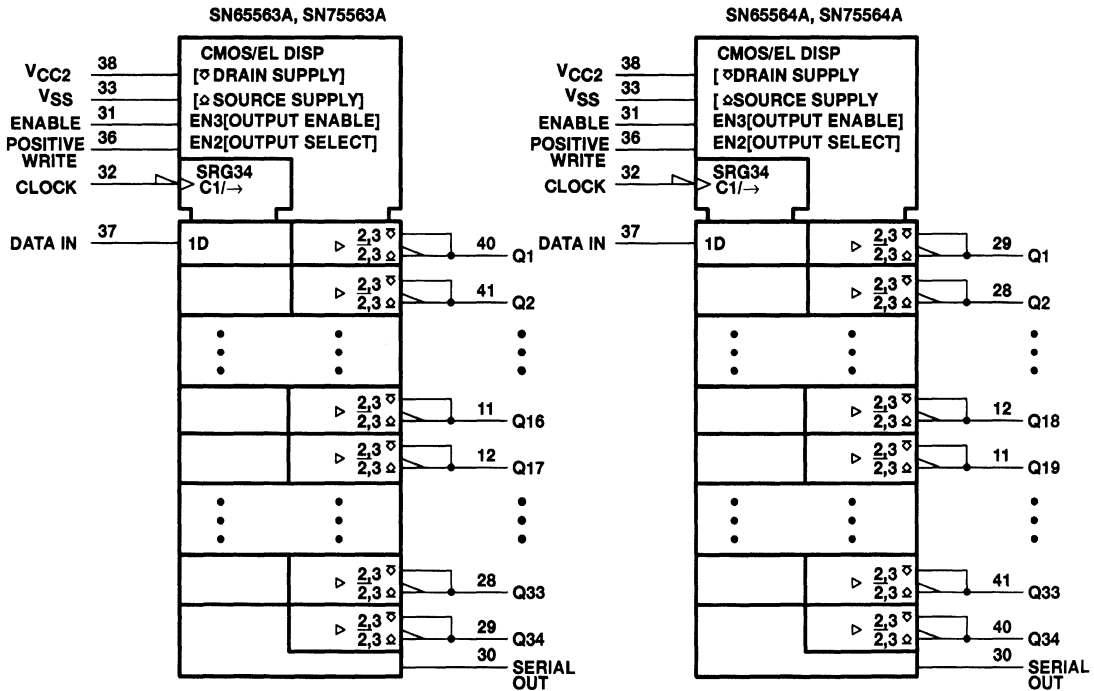 SN65563A, SN75563A
CMOS/EL DISP
VCC2 38 [⎐ DRAIN SUPPLY]
VSS 33 [⎏ SOURCE SUPPLY]
ENABLE 31 EN3[OUTPUT ENABLE]
POSITIVE 36 EN2[OUTPUT SELECT]
WRITE
CLOCK 32 SRG34
C1/→
DATA IN 37 1D
▷ 2,3 ⎐
2,3 ⎏ 40 Q1
▷ 2,3 ⎐
2,3 ⎏ 41 Q2
▷ 2,3 ⎐
2,3 ⎏ 11 Q16
▷ 2,3 ⎐
2,3 ⎏ 12 Q17
▷ 2,3 ⎐
2,3 ⎏ 28 Q33
▷ 2,3 ⎐
2,3 ⎏ 29 Q34
30 SERIAL
OUT
SN65564A, SN75564A
CMOS/EL DISP
VCC2 38 [ ⎐DRAIN SUPPLY
VSS 33 [ ⎏SOURCE SUPPLY
ENABLE 31 EN3[OUTPUT ENABLE]
POSITIVE 36 EN2[OUTPUT SELECT]
WRITE
CLOCK 32 SRG34
C1/→
DATA IN 37 1D
▷ 2,3 ⎐
2,3 ⎏ 29 Q1
▷ 2,3 ⎐
2,3 ⎏ 28 Q2
▷ 2,3 ⎐
2,3 ⎏ 12 Q18
▷ 2,3 ⎐
2,3 ⎏ 11 Q19
▷ 2,3 ⎐
2,3 ⎏ 41 Q33
▷ 2,3 ⎐
2,3 ⎏ 40 Q34
30 SERIAL
OUT